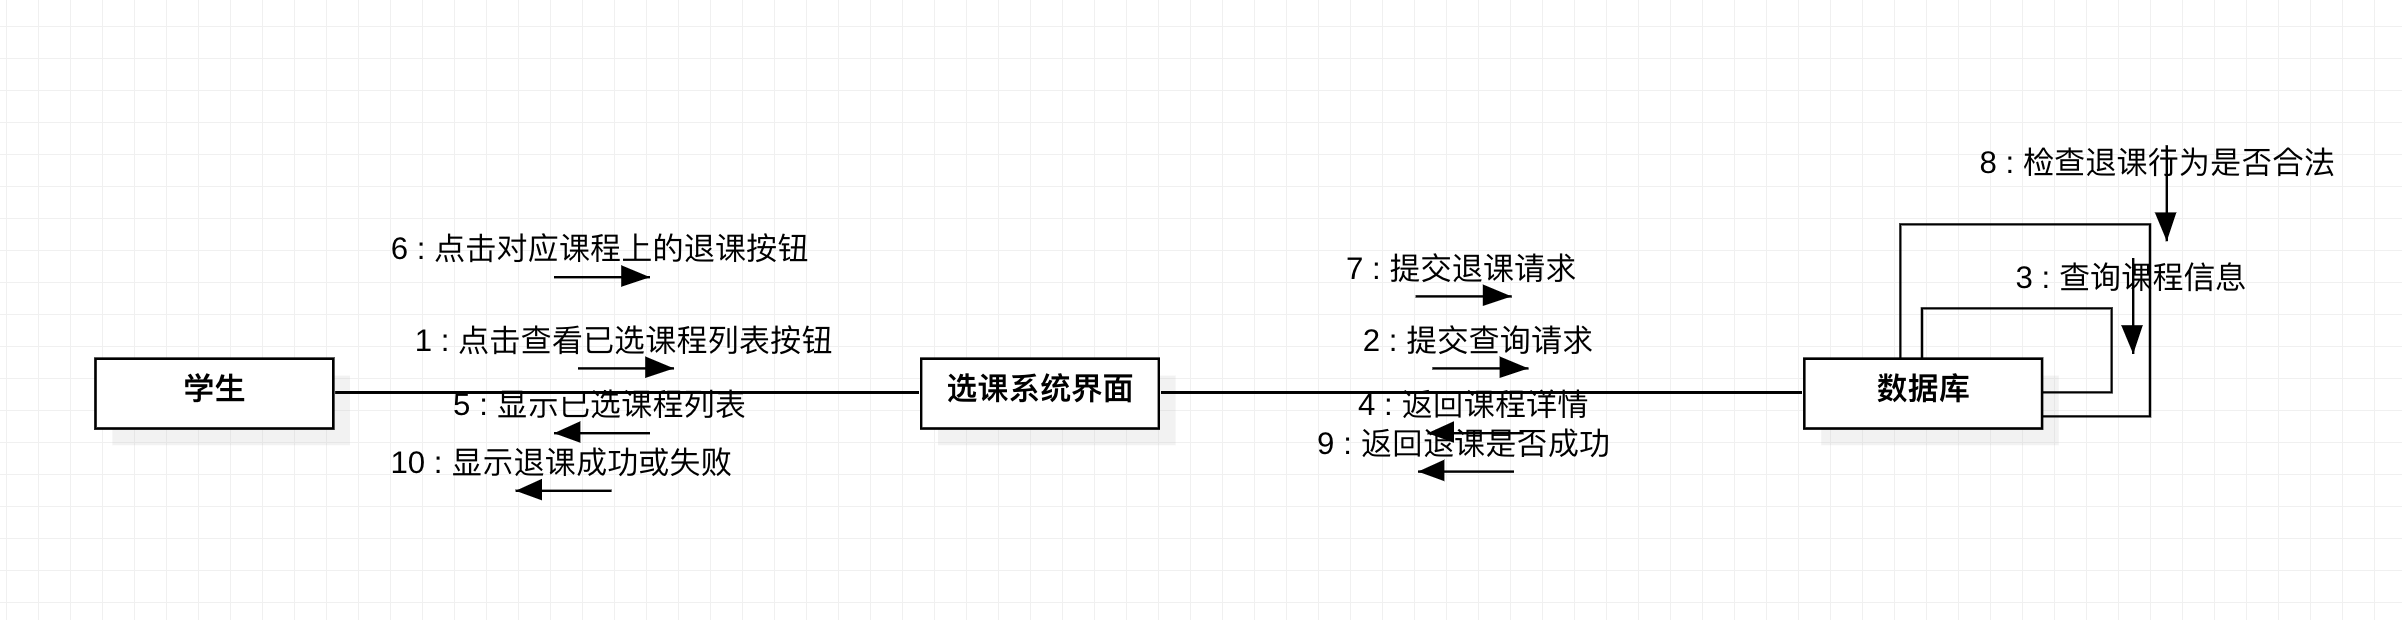 8 : 检查退课行为是否合法
6 : 点击对应课程上的退课按钮
7 : 提交退课请求
3 : 查询课程信息
1 : 点击查看已选课程列表按钮
2 : 提交查询请求
学生
选课系统界面
数据库
5 : 显示已选课程列表
4 : 返回课程详情
9 : 返回退课是否成功
10 : 显示退课成功或失败